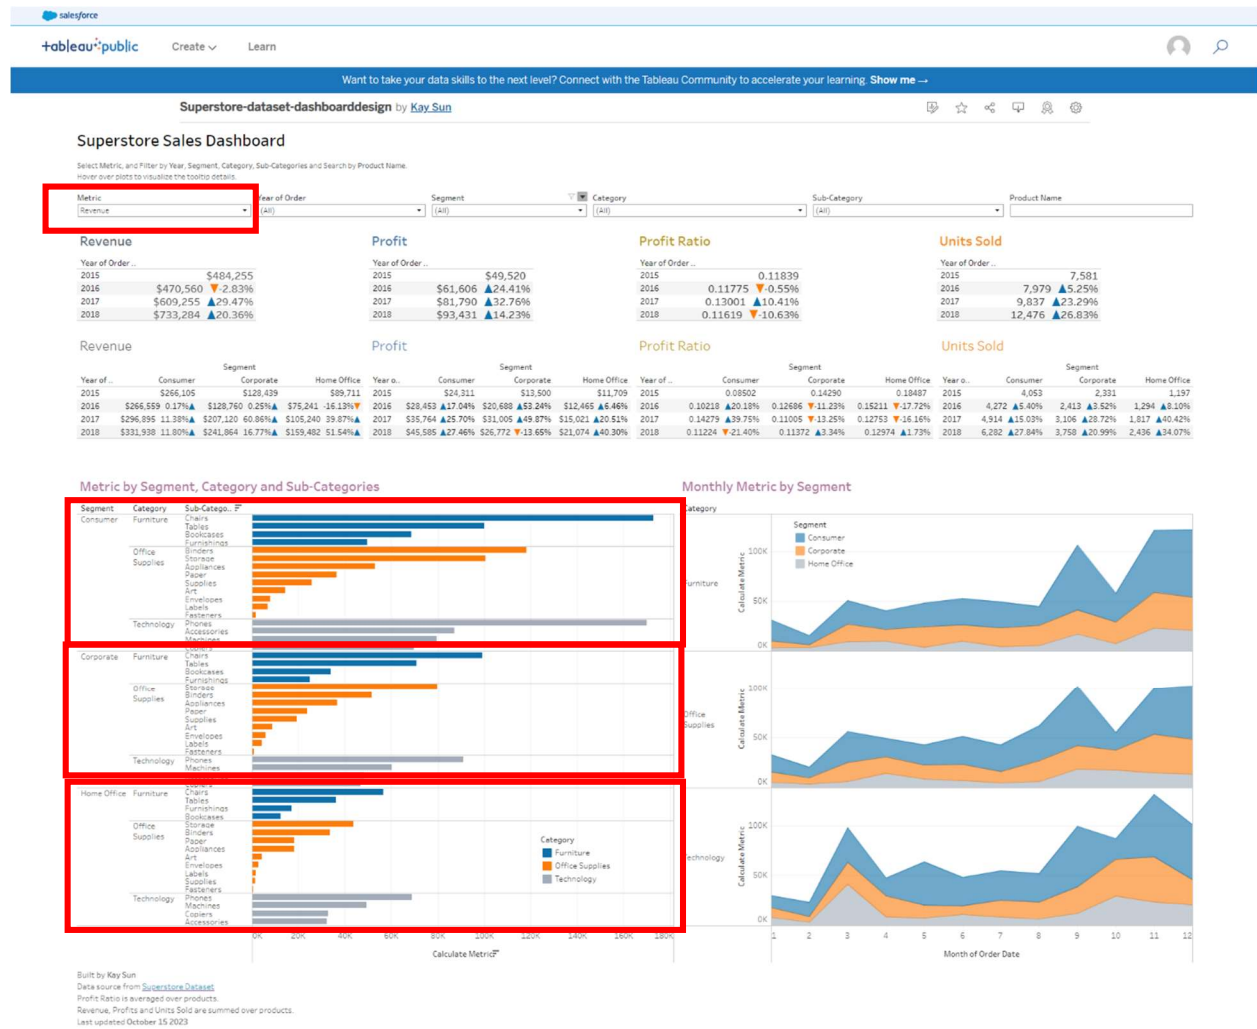 salesforce
+ableau public Create Learn
Want to take your data skills to the next level? Connect with the Tableau Community to accelerate your learning. Show me →
Superstore-dataset-dashboarddesign by Kay Sun
Superstore Sales Dashboard
Select Metric, and Filter by Year, Segment, Category, Sub-Categories and Search by Product Name.
Hover over plots to visualize the tooltip details.
Metric Year of Order Segment Category Sub-Category Product Name
Revenue (All) (All) (All) (All)
Revenue Profit Profit Ratio Units Sold
Year of Order .. Year of Order .. Year of Order .. Year of Order ..
2015 $484,255 2015 $49,520 2015 0.11839 2015 7,581
2016 $470,560 ▼-2.83% 2016 $61,606 ▲24.41% 2016 0.11775 ▼-0.55% 2016 7,979 ▲5.25%
2017 $609,255 ▲29.47% 2017 $81,790 ▲32.76% 2017 0.13001 ▲10.41% 2017 9,837 ▲23.29%
2018 $733,284 ▲20.36% 2018 $93,431 ▲14.23% 2018 0.11619 ▼-10.63% 2018 12,476 ▲26.83%
Revenue Profit Profit Ratio Units Sold
Segment Segment Segment Segment
Year of .. Consumer Corporate Home Office Year o.. Consumer Corporate Home Office Year of .. Consumer Corporate Home Office Year o.. Consumer Corporate Home Office
2015 $266,105 $128,439 $89,711 2015 $24,311 $13,500 $11,709 2015 0.08502 0.14290 0.18487 2015 4,053 2,331 1,197
2016 $266,559 0.17%▲ $128,760 0.25%▲ $75,241 -16.13%▼ 2016 $28,453 ▲17.04% $20,688 ▲53.24% $12,465 ▲6.46% 2016 0.10218 ▲20.18% 0.12686 ▼-11.23% 0.15211 ▼-17.72% 2016 4,272 ▲5.40% 2,413 ▲3.52% 1,294 ▲8.10%
2017 $296,895 11.38%▲ $207,120 60.86%▲ $105,240 39.87%▲ 2017 $35,764 ▲25.70% $31,005 ▲49.87% $15,021 ▲20.51% 2017 0.14279 ▲39.75% 0.11005 ▼-13.25% 0.12753 ▼-16.16% 2017 4,914 ▲15.03% 3,106 ▲28.72% 1,817 ▲40.42%
2018 $331,938 11.80%▲ $241,864 16.77%▲ $159,482 51.54%▲ 2018 $45,585 ▲27.46% $26,772 ▼-13.65% $21,074 ▲40.30% 2018 0.11224 ▼-21.40% 0.11372 ▲3.34% 0.12974 ▲1.73% 2018 6,282 ▲27.84% 3,758 ▲20.99% 2,436 ▲34.07%
Metric by Segment, Category and Sub-Categories
Segment Category Sub-Catego..
Consumer Furniture Chairs
Tables
Bookcases
Furnishings
Office Supplies Binders
Storage
Appliances
Paper
Supplies
Art
Envelopes
Labels
Fasteners
Technology Phones
Accessories
Machines
Copiers
Corporate Furniture Chairs
Tables
Bookcases
Furnishings
Office Supplies Storage
Binders
Appliances
Paper
Supplies
Art
Envelopes
Labels
Fasteners
Technology Phones
Machines
Copiers
Home Office Furniture Chairs
Tables
Furnishings
Bookcases
Office Supplies Storage
Binders
Paper
Appliances
Art
Envelopes
Labels
Supplies
Fasteners
Technology Phones
Machines
Copiers
Accessories
Category
Furniture
Office Supplies
Technology
0K 20K 40K 60K 80K 100K 120K 140K 160K 180K
Calculate Metric
Monthly Metric by Segment
Category
Segment
Consumer
Corporate
Home Office
Furniture
Calculate Metric
100K
50K
0K
Office
Supplies
Calculate Metric
100K
50K
0K
Technology
Calculate Metric
100K
50K
0K
1 2 3 4 5 6 7 8 9 10 11 12
Month of Order Date
Built by Kay Sun
Data source from Superstore Dataset
Profit Ratio is averaged over products.
Revenue, Profits and Units Sold are summed over products.
Last updated October 15 2023